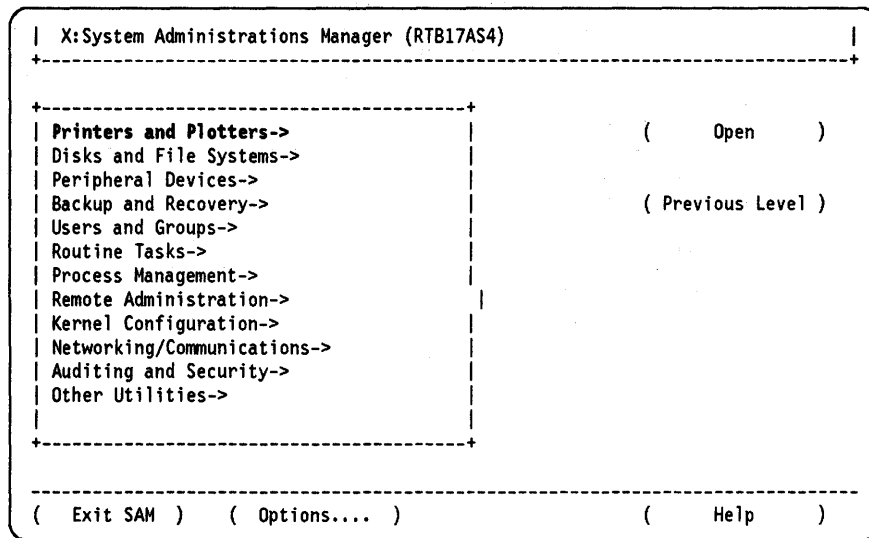 X:System Administrations Manager (RTB17AS4)
Printers and Plotters->
( Open )
Disks and File Systems->
Peripheral Devices->
Backup and Recovery->
( Previous Level )
Users and Groups->
Routine Tasks->
Process Management->
Remote Administration->
Kernel Configuration->
Networking/Communications->
Auditing and Security->
Other Utilities->
( Exit SAM ) ( Options.... ) ( Help )